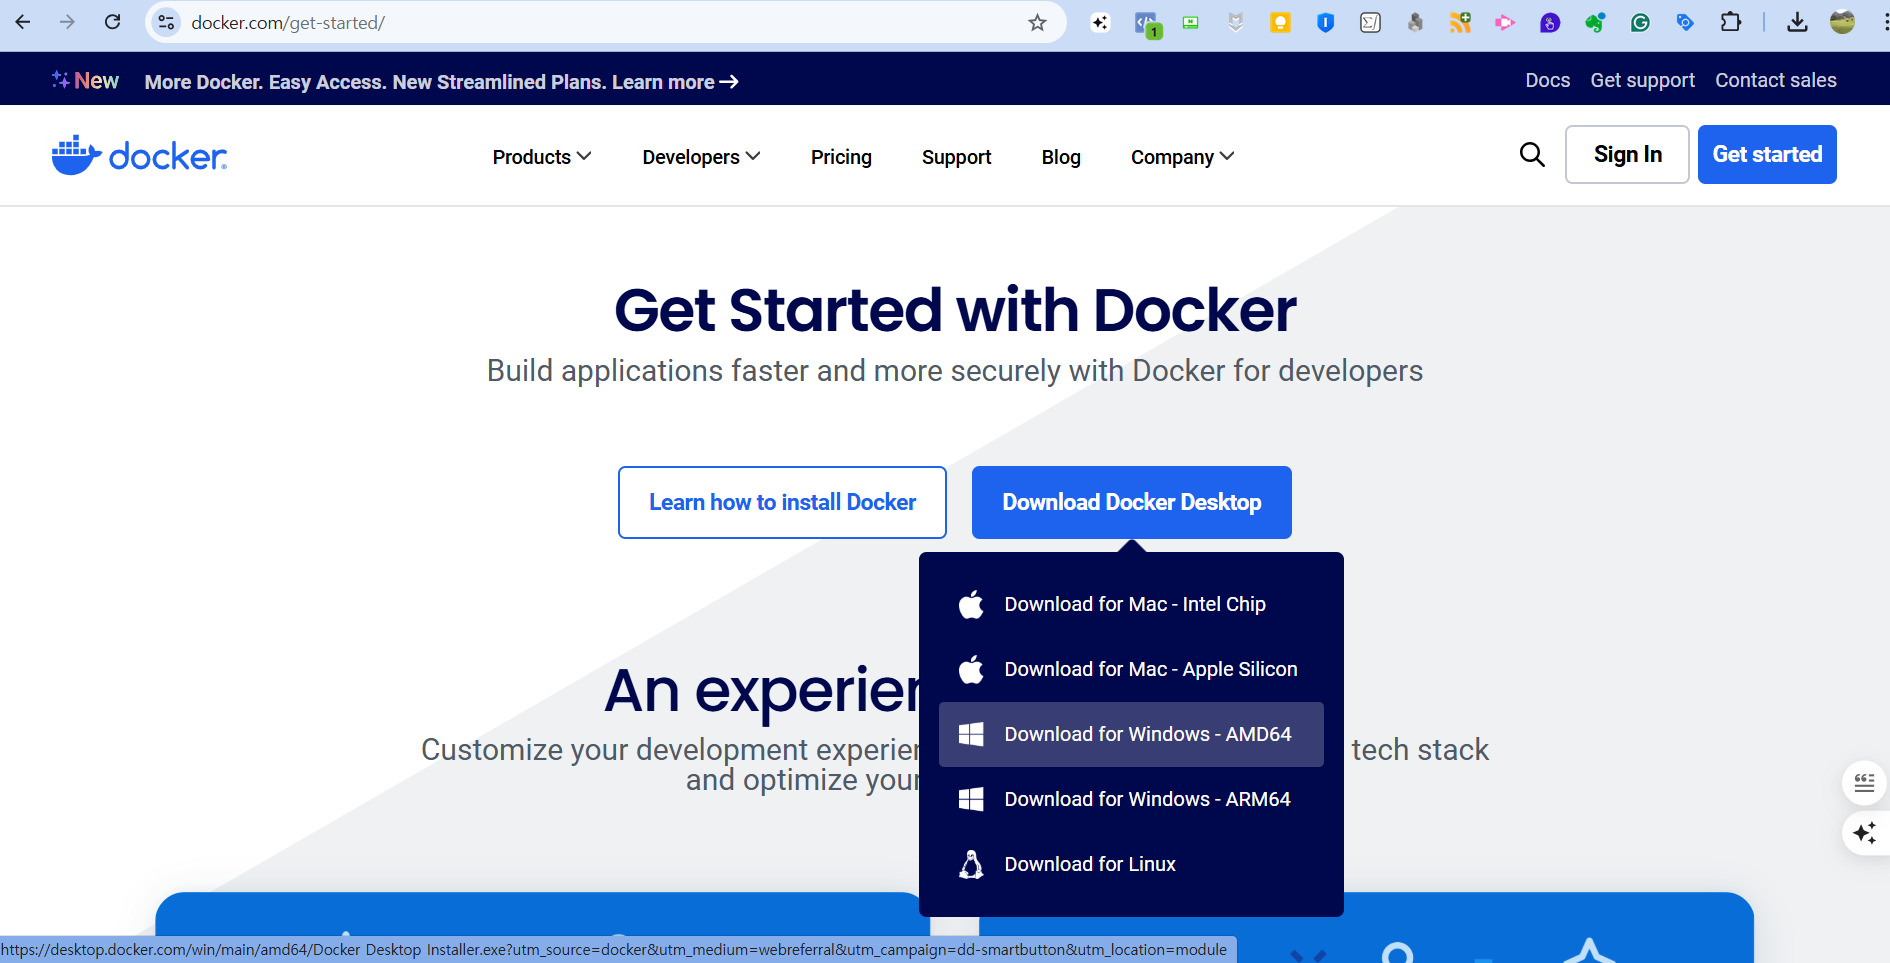 docker.com/get-started/
1
New
More Docker. Easy Access. New Streamlined Plans. Learn more
Docs
Get support
Contact sales
docker
Products
Developers
Pricing
Support
Blog
Company
Sign In
Get started
Get Started with Docker
Build applications faster and more securely with Docker for developers
Learn how to install Docker
Download Docker Desktop
Download for Mac - Intel Chip
Download for Mac - Apple Silicon
Download for Windows - AMD64
Download for Windows - ARM64
Download for Linux
An experien
Customize your development experien
tech stack
and optimize your
https://desktop.docker.com/win/main/amd64/Docker Desktop Installer.exe?utm_source=docker&utm_medium=webreferral&utm_campaign=dd-smartbutton&utm_location=module